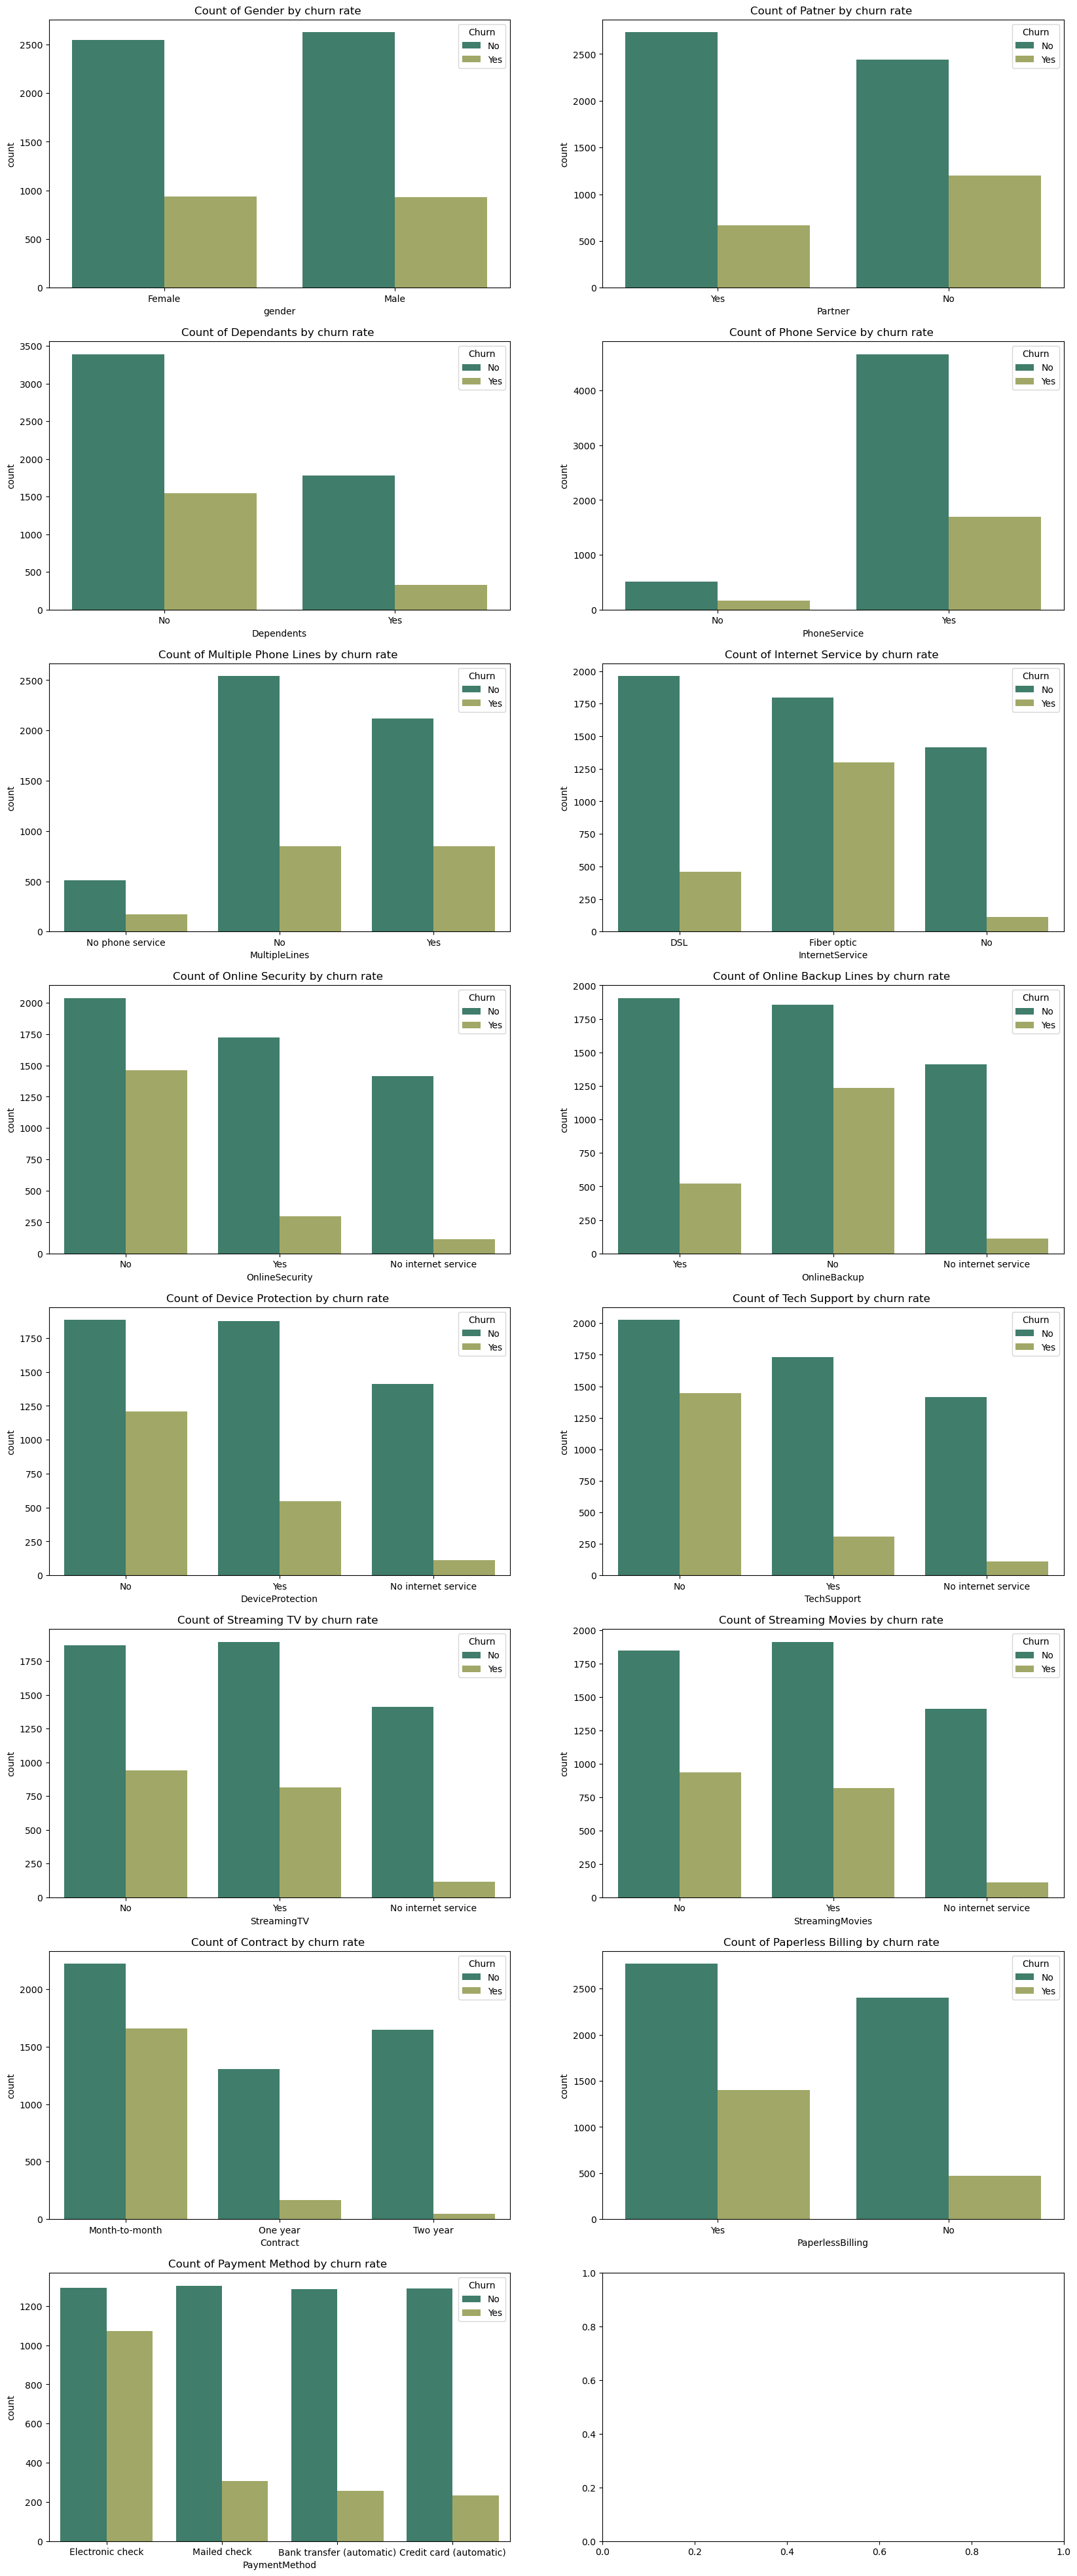 Count of Gender by churn rate
Churn
No
Yes
2500
2000
1500
1000
500
0
count
Female
Male
gender
Count of Patner by churn rate
Churn
No
Yes
2500
2000
1500
1000
500
0
count
Yes
No
Partner
Count of Dependants by churn rate
Churn
No
Yes
3500
3000
2500
2000
1500
1000
500
0
count
No
Yes
Dependents
Count of Phone Service by churn rate
Churn
No
Yes
4000
3000
2000
1000
0
count
No
Yes
PhoneService
Count of Multiple Phone Lines by churn rate
Churn
No
Yes
2500
2000
1500
1000
500
0
count
No phone service
No
Yes
MultipleLines
Count of Internet Service by churn rate
Churn
No
Yes
2000
1750
1500
1250
1000
750
500
250
0
count
DSL
Fiber optic
No
InternetService
Count of Online Security by churn rate
Churn
No
Yes
2000
1750
1500
1250
1000
750
500
250
0
count
No
Yes
No internet service
OnlineSecurity
Count of Online Backup Lines by churn rate
Churn
No
Yes
2000
1750
1500
1250
1000
750
500
250
0
count
Yes
No
No internet service
OnlineBackup
Count of Device Protection by churn rate
Churn
No
Yes
1750
1500
1250
1000
750
500
250
0
count
No
Yes
No internet service
DeviceProtection
Count of Tech Support by churn rate
Churn
No
Yes
2000
1750
1500
1250
1000
750
500
250
0
count
No
Yes
No internet service
TechSupport
Count of Streaming TV by churn rate
Churn
No
Yes
1750
1500
1250
1000
750
500
250
0
count
No
Yes
No internet service
StreamingTV
Count of Streaming Movies by churn rate
Churn
No
Yes
2000
1750
1500
1250
1000
750
500
250
0
count
No
Yes
No internet service
StreamingMovies
Count of Contract by churn rate
Churn
No
Yes
2000
1500
1000
500
0
count
Month-to-month
One year
Two year
Contract
Count of Paperless Billing by churn rate
Churn
No
Yes
2500
2000
1500
1000
500
0
count
Yes
No
PaperlessBilling
Count of Payment Method by churn rate
Churn
No
Yes
1200
1000
800
600
400
200
0
count
Electronic check
Mailed check
Bank transfer (automatic)
Credit card (automatic)
PaymentMethod
1.0
0.8
0.6
0.4
0.2
0.0
0.0
0.2
0.4
0.6
0.8
1.0